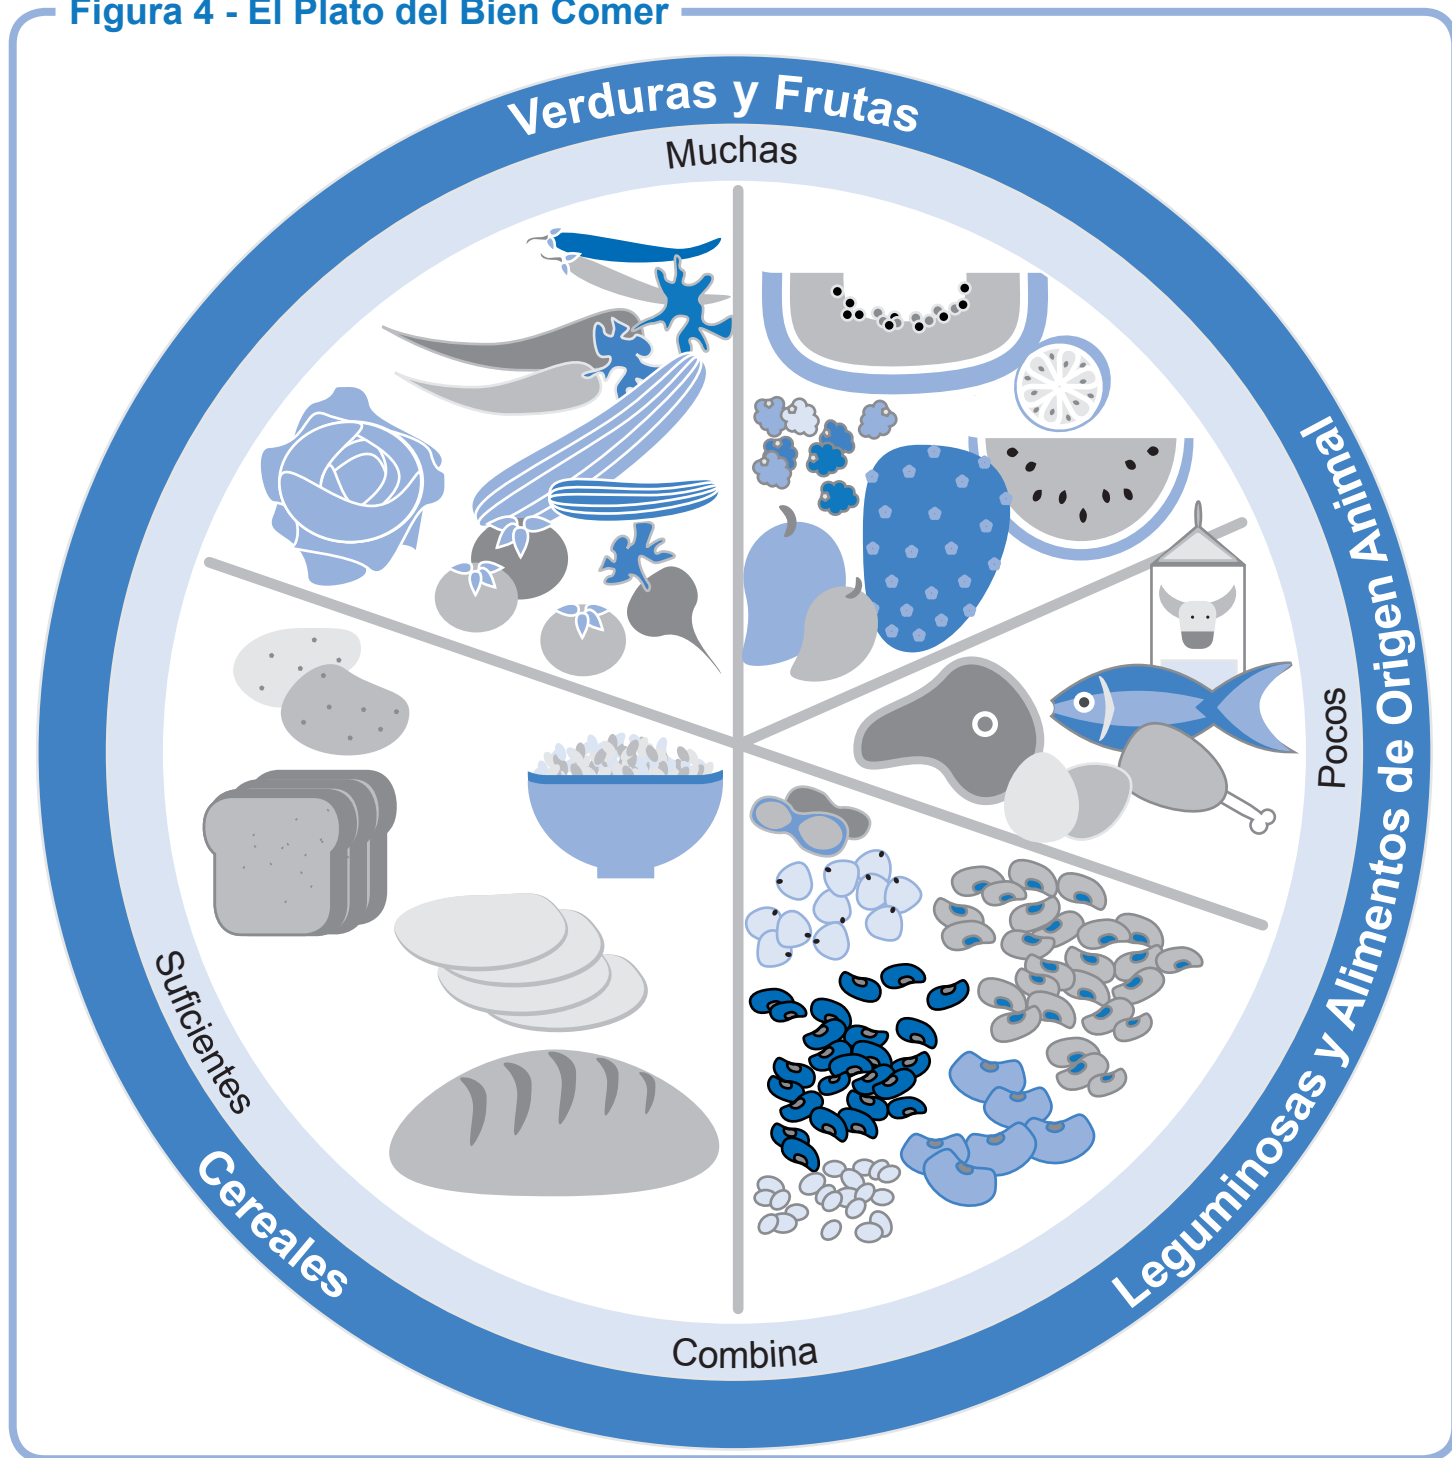 Figura 4 - El Plato del Bien Comer
Verduras y Frutas
Muchas
Leguminosas y Alimentos de Origen Animal
Pocos
Suficientes
Cereales
Combina